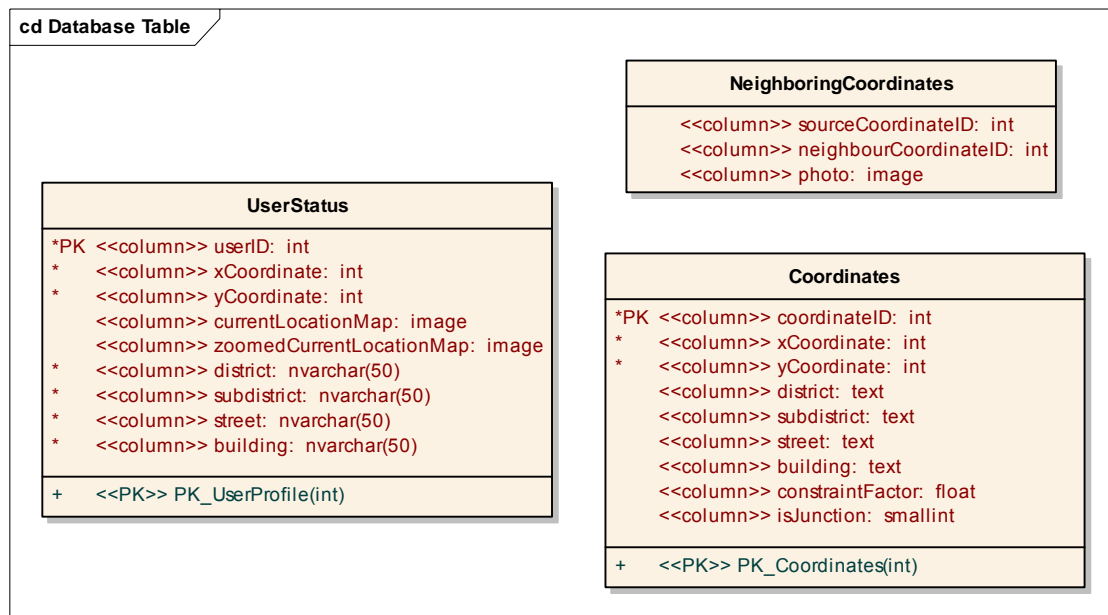 cd Database Table
NeighboringCoordinates
<<column>> sourceCoordinateID: int
<<column>> neighbourCoordinateID: int
<<column>> photo: image
UserStatus
*PK <<column>> userID: int
* <<column>> xCoordinate: int
* <<column>> yCoordinate: int
<<column>> currentLocationMap: image
<<column>> zoomedCurrentLocationMap: image
* <<column>> district: nvarchar(50)
* <<column>> subdistrict: nvarchar(50)
* <<column>> street: nvarchar(50)
* <<column>> building: nvarchar(50)
+ <<PK>> PK_UserProfile(int)
Coordinates
*PK <<column>> coordinateID: int
* <<column>> xCoordinate: int
* <<column>> yCoordinate: int
<<column>> district: text
<<column>> subdistrict: text
<<column>> street: text
<<column>> building: text
<<column>> constraintFactor: float
<<column>> isJunction: smallint
+ <<PK>> PK_Coordinates(int)